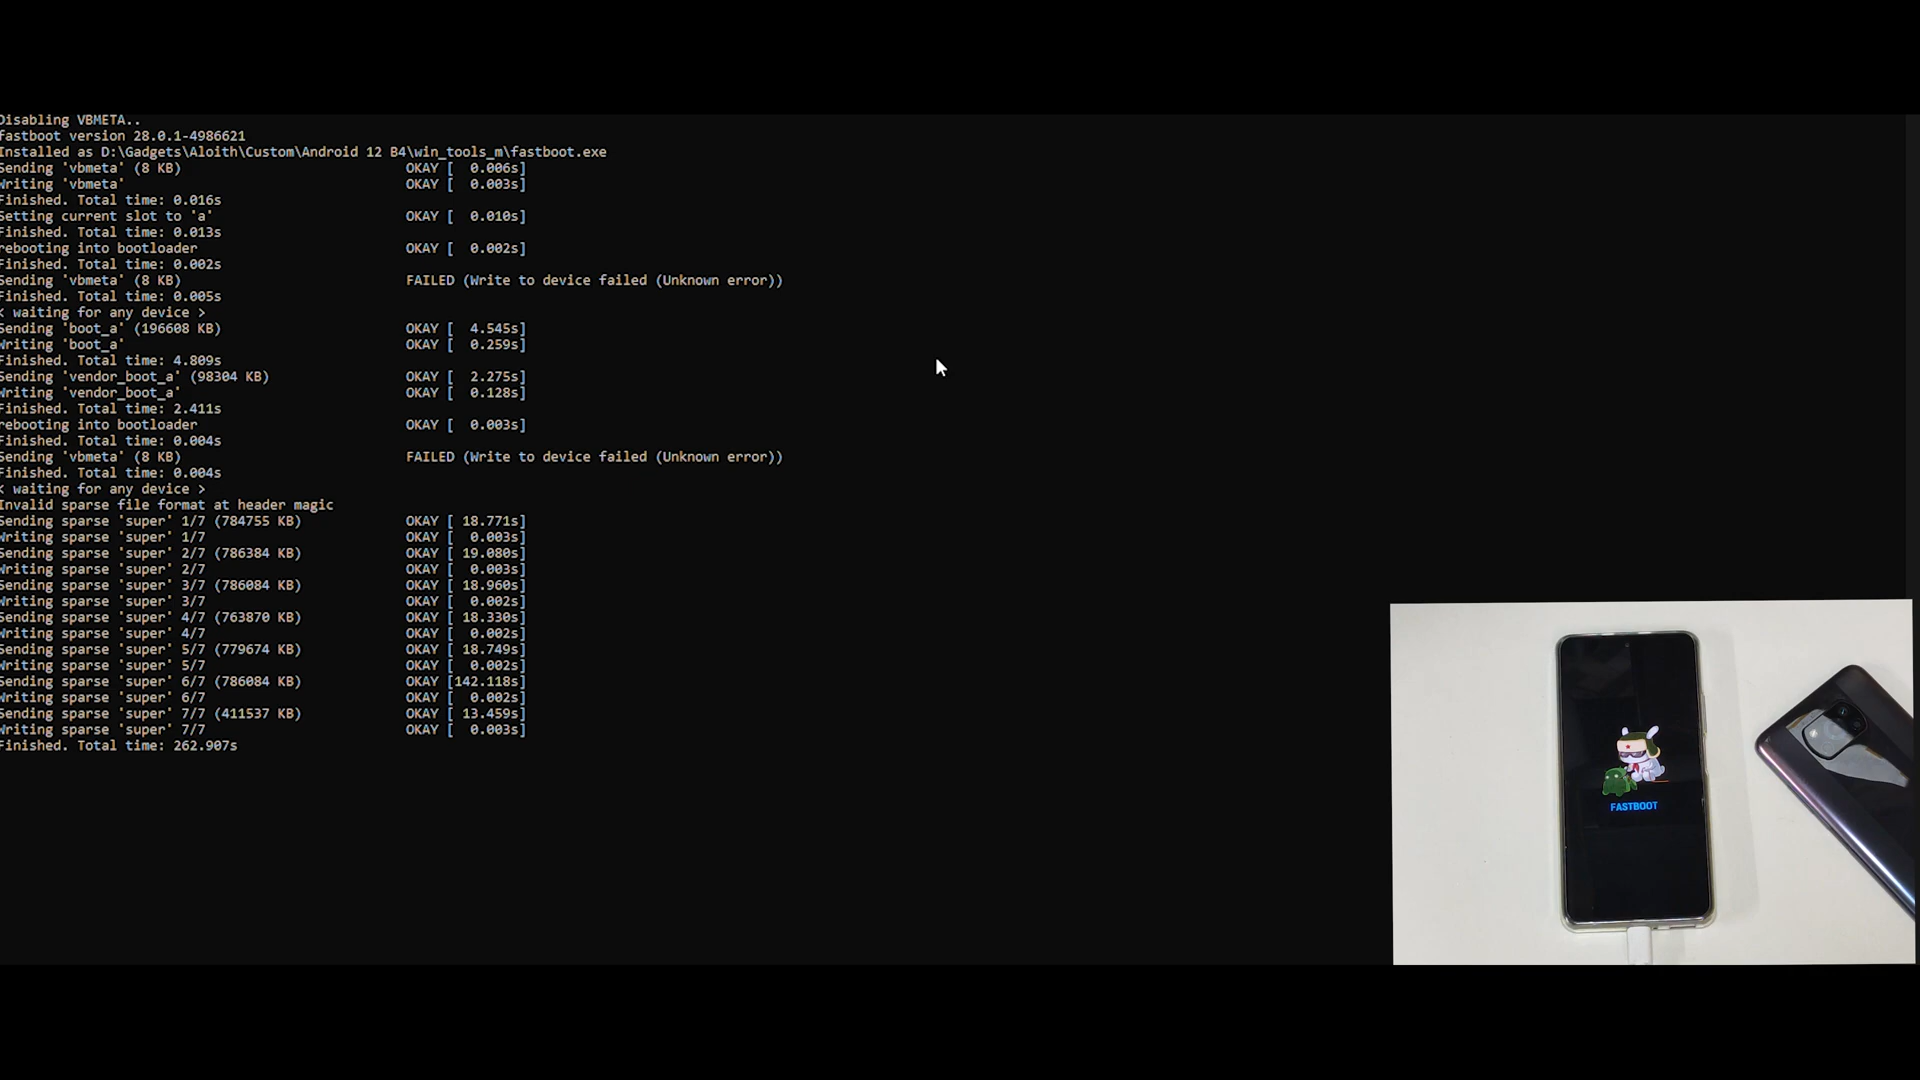 Disabling VBMETA..
fastboot version 28.0.1-4986621
Installed as D:\Gadgets\Aloith\Custom\Android 12 B4\win_tools_m\fastboot.exe
Sending 'vbmeta' (8 KB) OKAY [ 0.006s]
Writing 'vbmeta' OKAY [ 0.003s]
Finished. Total time: 0.016s
Setting current slot to 'a' OKAY [ 0.010s]
Finished. Total time: 0.013s
rebooting into bootloader OKAY [ 0.002s]
Finished. Total time: 0.002s
Sending 'vbmeta' (8 KB) FAILED (Write to device failed (Unknown error))
Finished. Total time: 0.005s
< waiting for any device >
Sending 'boot_a' (196608 KB) OKAY [ 4.545s]
Writing 'boot_a' OKAY [ 0.259s]
Finished. Total time: 4.809s
Sending 'vendor_boot_a' (98304 KB) OKAY [ 2.275s]
Writing 'vendor_boot_a' OKAY [ 0.128s]
Finished. Total time: 2.411s
rebooting into bootloader OKAY [ 0.003s]
Finished. Total time: 0.004s
Sending 'vbmeta' (8 KB) FAILED (Write to device failed (Unknown error))
Finished. Total time: 0.004s
< waiting for any device >
Invalid sparse file format at header magic
Sending sparse 'super' 1/7 (784755 KB) OKAY [ 18.771s]
Writing sparse 'super' 1/7 OKAY [ 0.003s]
Sending sparse 'super' 2/7 (786384 KB) OKAY [ 19.080s]
Writing sparse 'super' 2/7 OKAY [ 0.003s]
Sending sparse 'super' 3/7 (786084 KB) OKAY [ 18.960s]
Writing sparse 'super' 3/7 OKAY [ 0.002s]
Sending sparse 'super' 4/7 (763870 KB) OKAY [ 18.330s]
Writing sparse 'super' 4/7 OKAY [ 0.002s]
Sending sparse 'super' 5/7 (779674 KB) OKAY [ 18.749s]
Writing sparse 'super' 5/7 OKAY [ 0.002s]
Sending sparse 'super' 6/7 (786084 KB) OKAY [142.118s]
Writing sparse 'super' 6/7 OKAY [ 0.002s]
Sending sparse 'super' 7/7 (411537 KB) OKAY [ 13.459s]
Writing sparse 'super' 7/7 OKAY [ 0.003s]
Finished. Total time: 262.907s
FASTBOOT